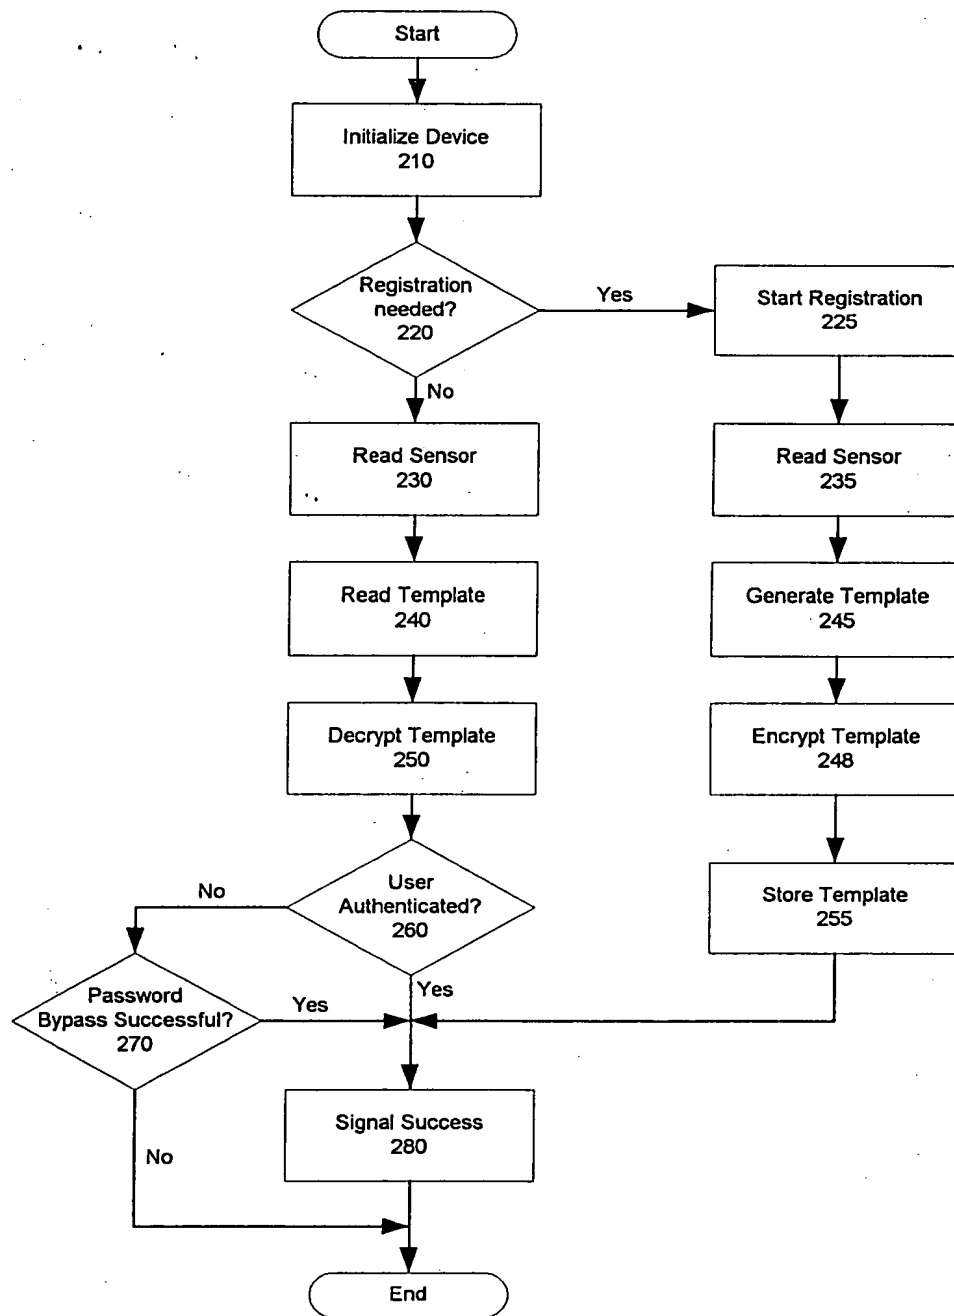 Start
Initialize Device
210
Registration
needed?
220
Yes
Start Registration
225
No
Read Sensor
230
Read Sensor
235
Read Template
240
Generate Template
245
Decrypt Template
250
Encrypt Template
248
No
User
Authenticated?
260
Store Template
255
Yes
Password
Bypass Successful?
270
Yes
Signal Success
280
No
End